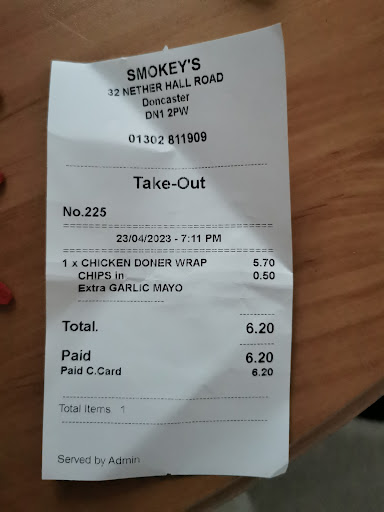 SMOKEY'S
32 NETHER HALL ROAD
Doncaster
DN1 2PW
01302 811909
Take-Out
No.225
23/04/2023 - 7:11 PM
1 x CHICKEN DONER WRAP 5.70
CHIPS in 0.50
Extra GARLIC MAYO
Total. 6.20
Paid 6.20
Paid C.Card 6.20
Total Items 1
Served by Admin